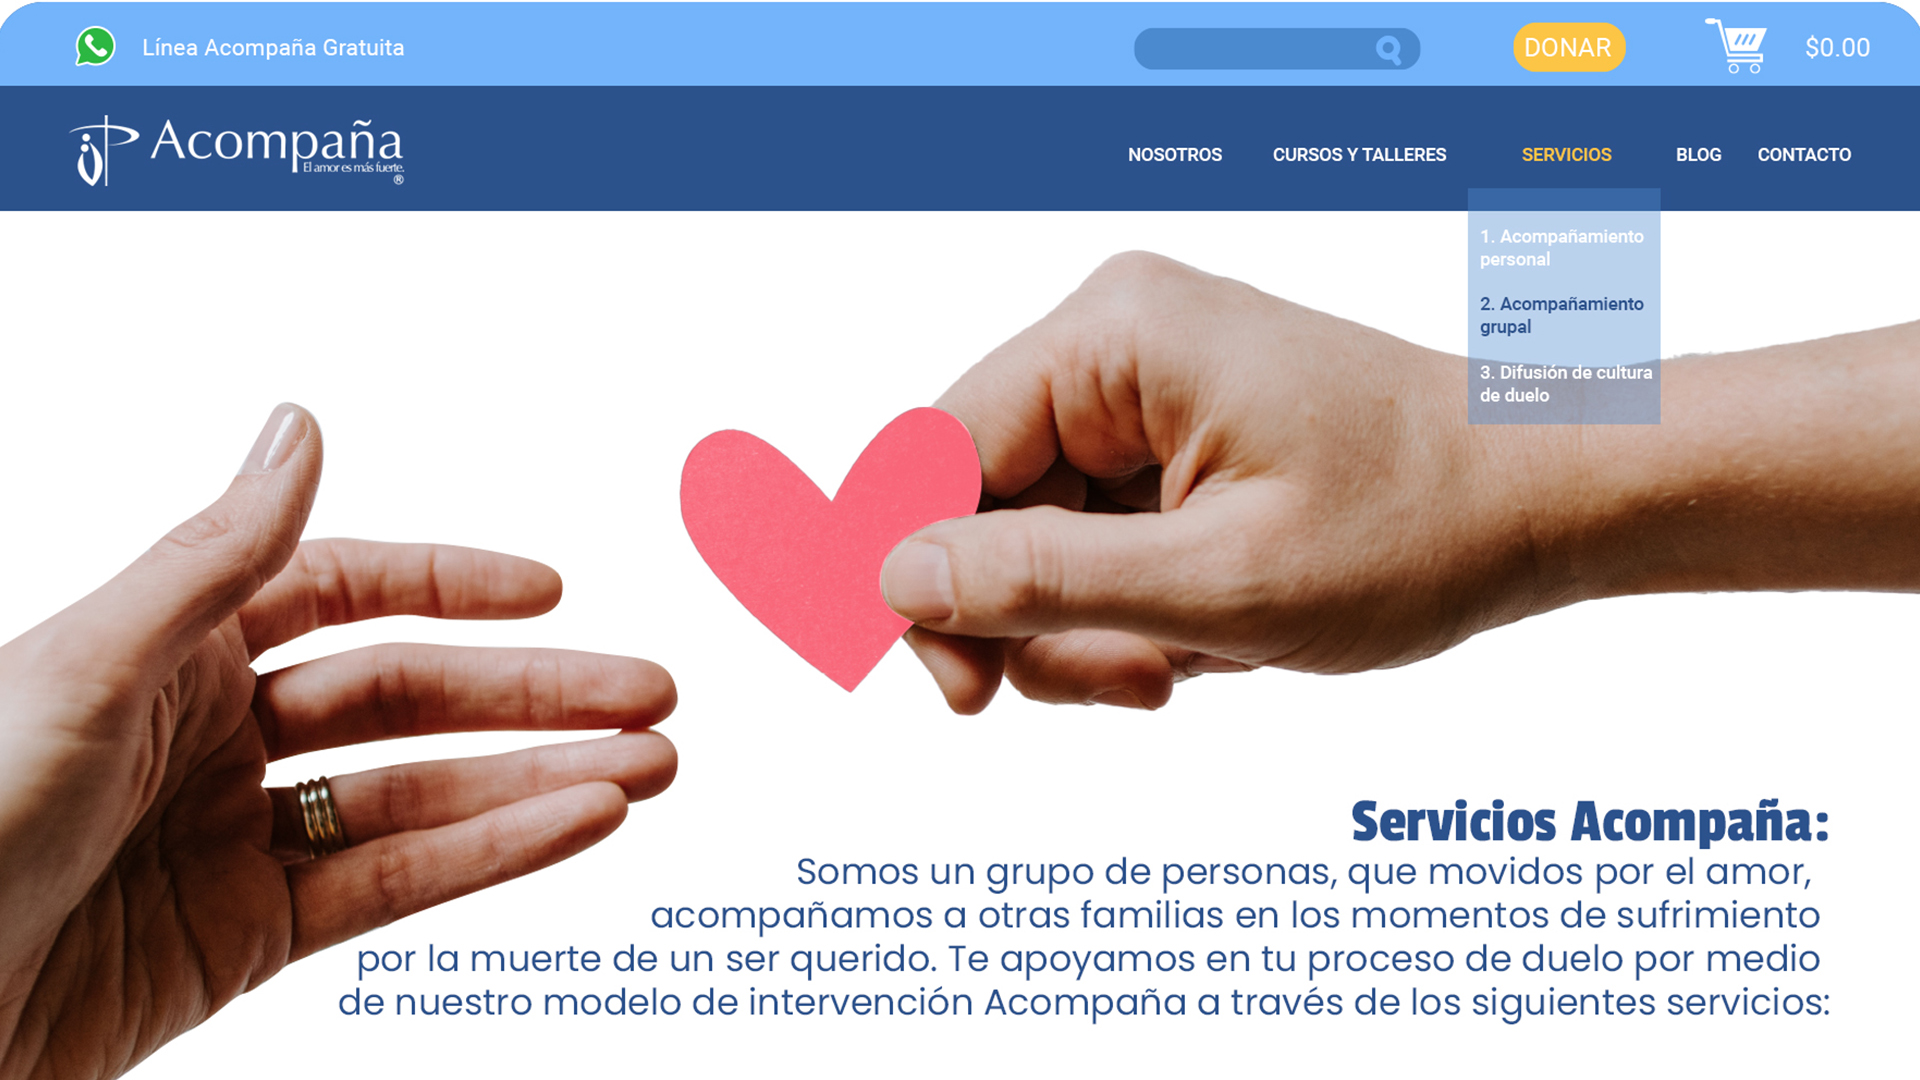 Línea Acompaña Gratuita
DONAR
$0.00
Acompaña
El amor es más fuerte.
®
NOSOTROS
CURSOS Y TALLERES
SERVICIOS
BLOG
CONTACTO
1. Acompañamiento
personal
2. Acompañamiento
grupal
3. Difusión de cultura
de duelo
Servicios Acompaña:
Somos un grupo de personas, que movidos por el amor,
acompañamos a otras familias en los momentos de sufrimiento
por la muerte de un ser querido. Te apoyamos en tu proceso de duelo por medio
de nuestro modelo de intervención Acompaña a través de los siguientes servicios: